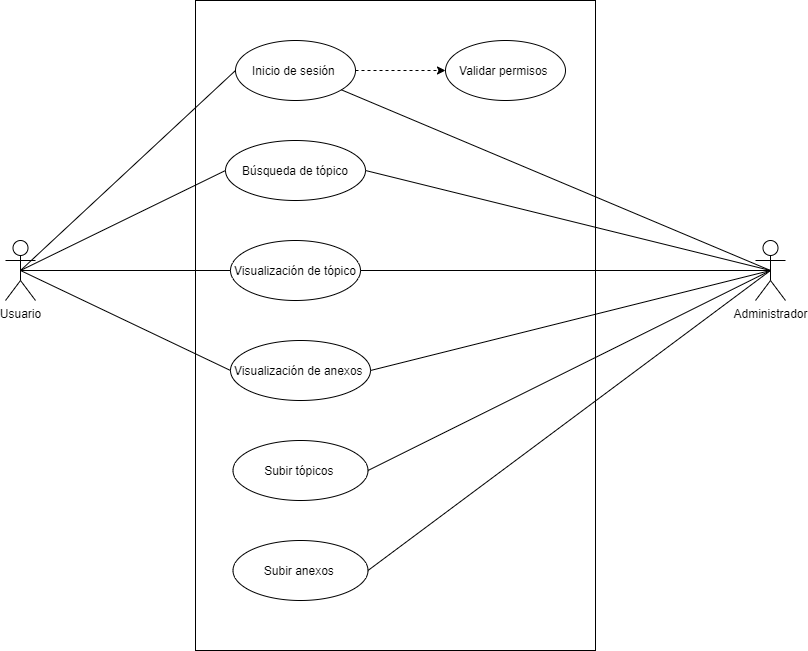 Inicio de sesión
Validar permisos
Búsqueda de tópico
Visualización de tópico
Usuario
Administrador
Visualización de anexos
Subir tópicos
Subir anexos